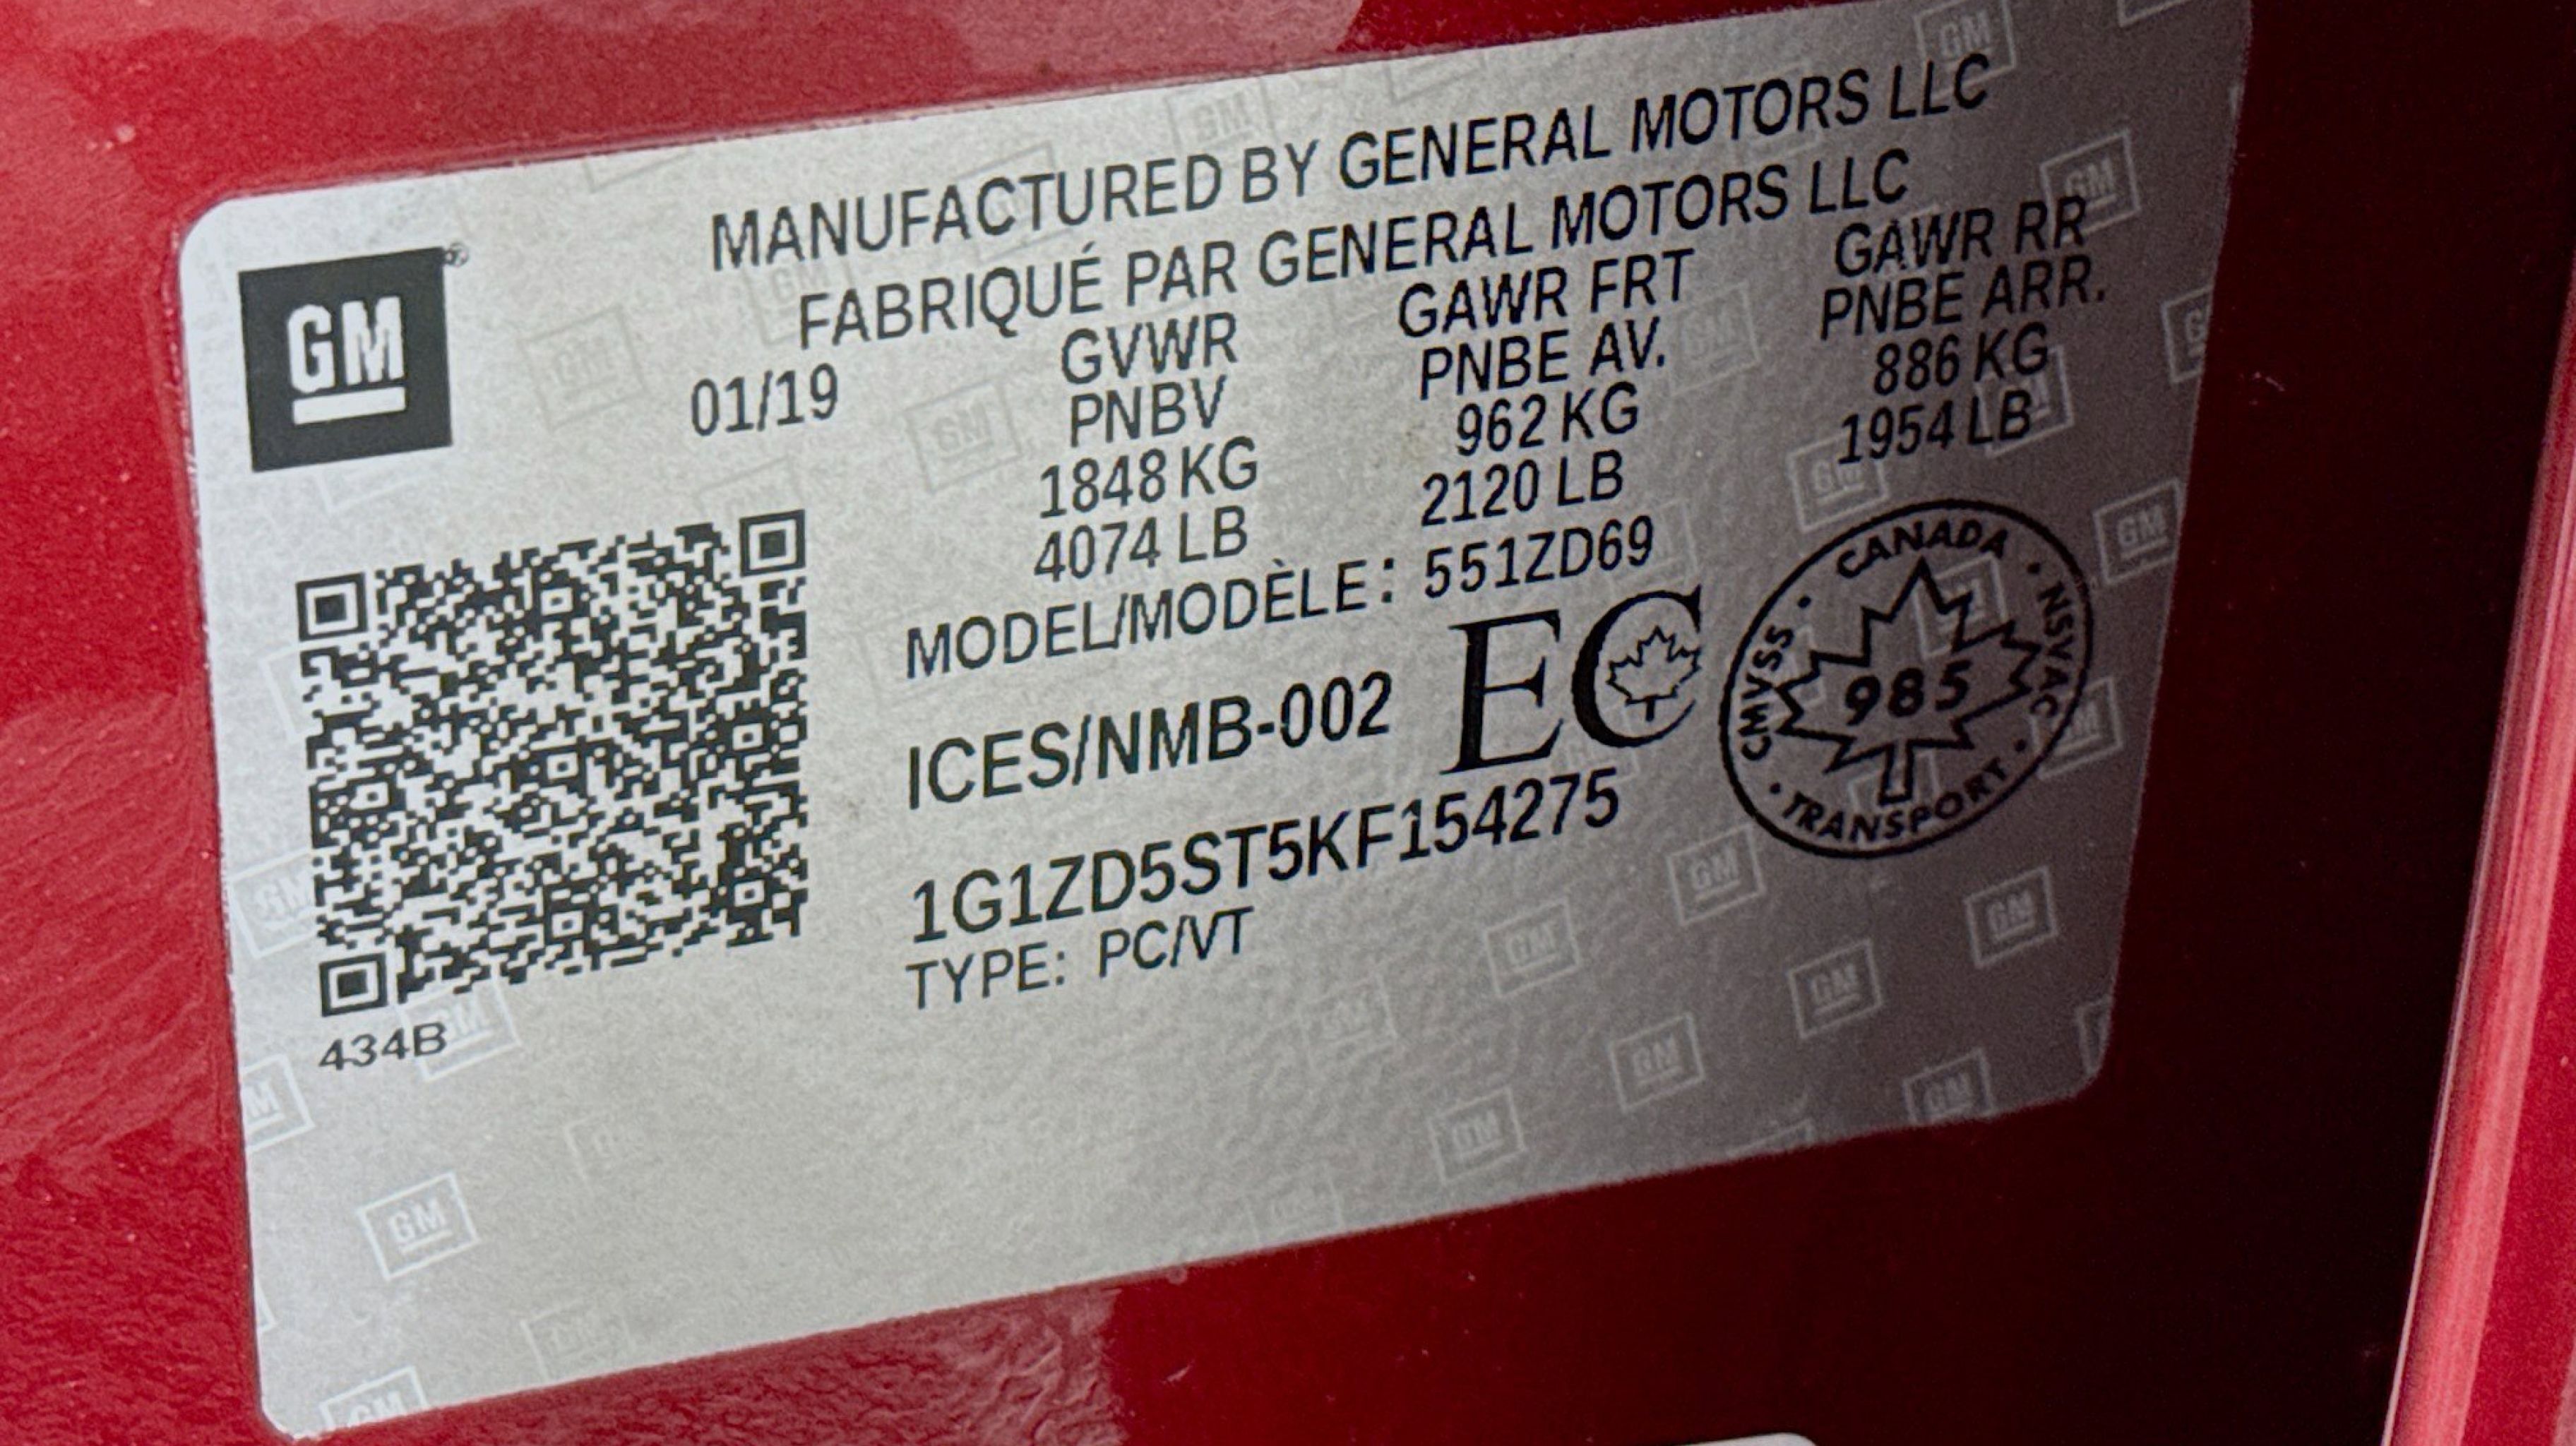 MANUFACTURED BY GENERAL MOTORS LLC
FABRIQUÉ PAR GENERAL MOTORS LLC
GM
01/19
GVWR
PNBV
1848 KG
4074 LB
GAWR FRT
PNBE AV.
962 KG
2120 LB
GAWR RR
PNBE ARR.
886 KG
1954 LB
MODEL/MODÈLE: 551ZD69
ICES/NMB-002
EC
CANADA · NSVAC · TRANSPORT · CMVSS ·
985
1G1ZD5ST5KF154275
TYPE: PC/VT
434B